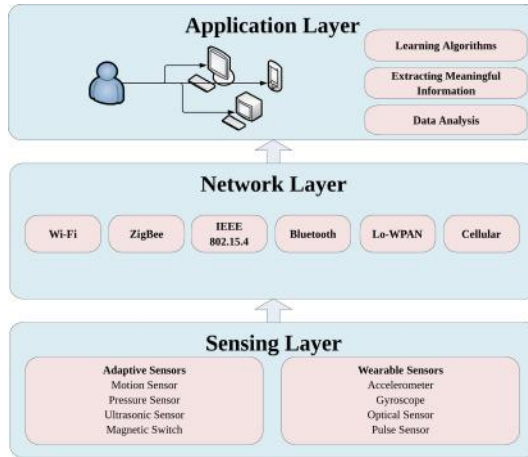 Application Layer
Learning Algorithms
Extracting Meaningful
Information
Data Analysis
Network Layer
Wi-Fi
ZigBee
IEEE
802.15.4
Bluetooth
Lo-WPAN
Cellular
Sensing Layer
Adaptive Sensors
Motion Sensor
Pressure Sensor
Ultrasonic Sensor
Magnetic Switch
Wearable Sensors
Accelerometer
Gyroscope
Optical Sensor
Pulse Sensor